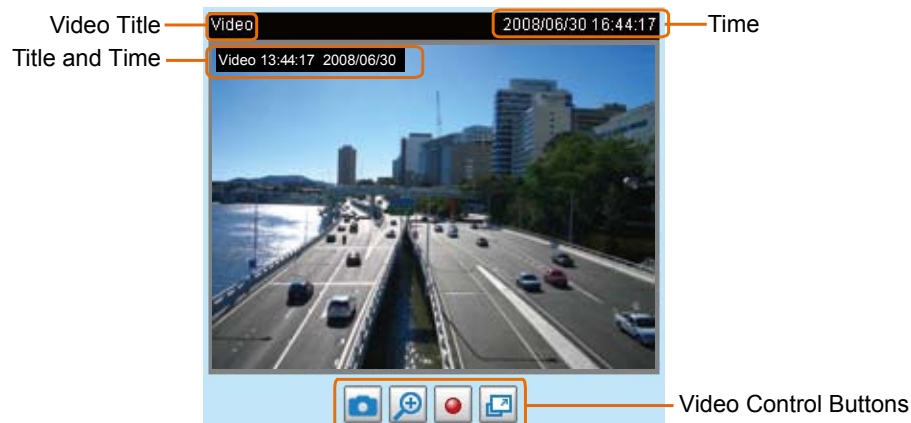 Video Title
Video
2008/06/30 16:44:17
Time
Title and Time
Video 13:44:17 2008/06/30
Video Control Buttons